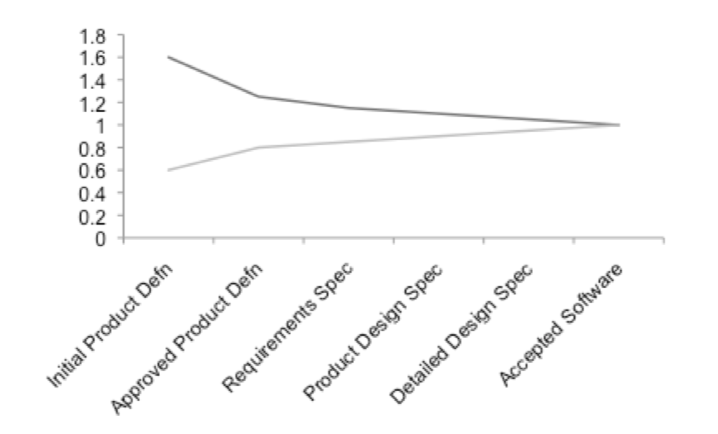 1.8
1.6
1.4
1.2
1
0.8
0.6
0.4
0.2
0
Initial Product Defn
Approved Product Defn
Requirements Spec
Product Design Spec
Detailed Design Spec
Accepted Software